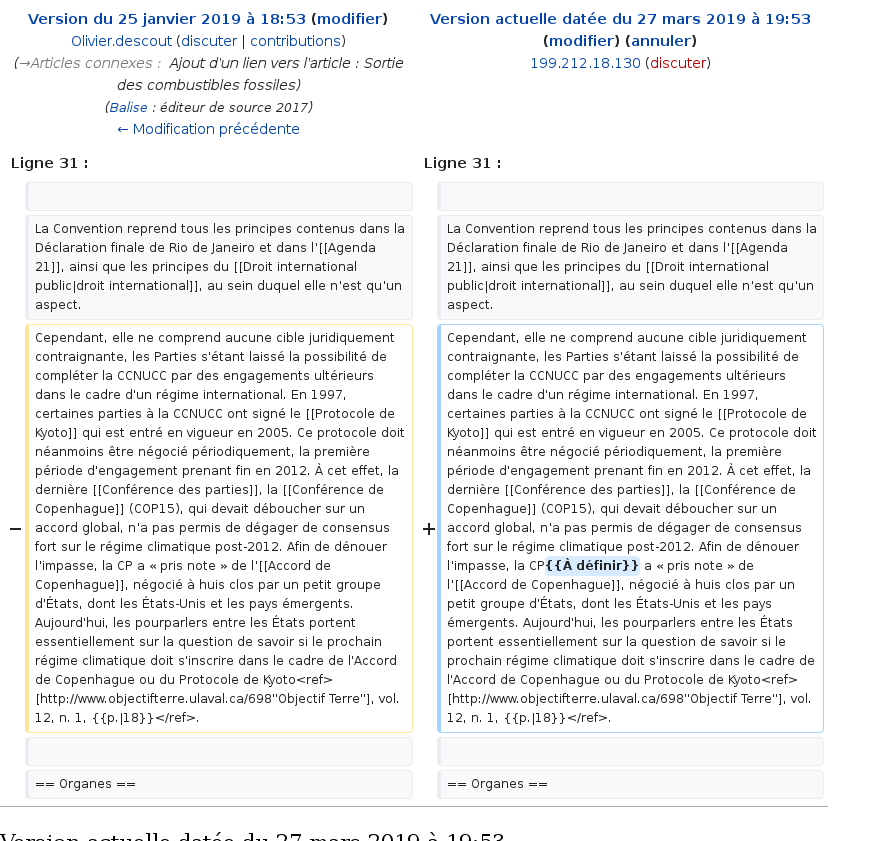 Version du 25 janvier 2019 à 18:53 (modifier)
Olivier.descout (discuter | contributions)
(→Articles connexes : Ajout d'un lien vers l'article : Sortie
des combustibles fossiles)
(Balise : éditeur de source 2017)
← Modification précédente
Version actuelle datée du 27 mars 2019 à 19:53
(modifier) (annuler)
199.212.18.130 (discuter)
Ligne 31 :
Ligne 31 :
La Convention reprend tous les principes contenus dans la
Déclaration finale de Rio de Janeiro et dans l'[[Agenda
21]], ainsi que les principes du [[Droit international
public|droit international]], au sein duquel elle n'est qu'un
aspect.
La Convention reprend tous les principes contenus dans la
Déclaration finale de Rio de Janeiro et dans l'[[Agenda
21]], ainsi que les principes du [[Droit international
public|droit international]], au sein duquel elle n'est qu'un
aspect.
−
Cependant, elle ne comprend aucune cible juridiquement
contraignante, les Parties s'étant laissé la possibilité de
compléter la CCNUCC par des engagements ultérieurs
dans le cadre d'un régime international. En 1997,
certaines parties à la CCNUCC ont signé le [[Protocole de
Kyoto]] qui est entré en vigueur en 2005. Ce protocole doit
néanmoins être négocié périodiquement, la première
période d'engagement prenant fin en 2012. À cet effet, la
dernière [[Conférence des parties]], la [[Conférence de
Copenhague]] (COP15), qui devait déboucher sur un
accord global, n'a pas permis de dégager de consensus
fort sur le régime climatique post-2012. Afin de dénouer
l'impasse, la CP a « pris note » de l'[[Accord de
Copenhague]], négocié à huis clos par un petit groupe
d'États, dont les États-Unis et les pays émergents.
Aujourd'hui, les pourparlers entre les États portent
essentiellement sur la question de savoir si le prochain
régime climatique doit s'inscrire dans le cadre de l'Accord
de Copenhague ou du Protocole de Kyoto<ref>
[http://www.objectifterre.ulaval.ca/698''Objectif Terre''], vol.
12, n. 1, {{p.|18}}</ref>.
+
Cependant, elle ne comprend aucune cible juridiquement
contraignante, les Parties s'étant laissé la possibilité de
compléter la CCNUCC par des engagements ultérieurs
dans le cadre d'un régime international. En 1997,
certaines parties à la CCNUCC ont signé le [[Protocole de
Kyoto]] qui est entré en vigueur en 2005. Ce protocole doit
néanmoins être négocié périodiquement, la première
période d'engagement prenant fin en 2012. À cet effet, la
dernière [[Conférence des parties]], la [[Conférence de
Copenhague]] (COP15), qui devait déboucher sur un
accord global, n'a pas permis de dégager de consensus
fort sur le régime climatique post-2012. Afin de dénouer
l'impasse, la CP{{À définir}} a « pris note » de
l'[[Accord de Copenhague]], négocié à huis clos par un
petit groupe d'États, dont les États-Unis et les pays
émergents. Aujourd'hui, les pourparlers entre les États
portent essentiellement sur la question de savoir si le
prochain régime climatique doit s'inscrire dans le cadre de
l'Accord de Copenhague ou du Protocole de Kyoto<ref>
[http://www.objectifterre.ulaval.ca/698''Objectif Terre''], vol.
12, n. 1, {{p.|18}}</ref>.
== Organes ==
== Organes ==
Version actuelle datée du 27 mars 2019 à 19:53